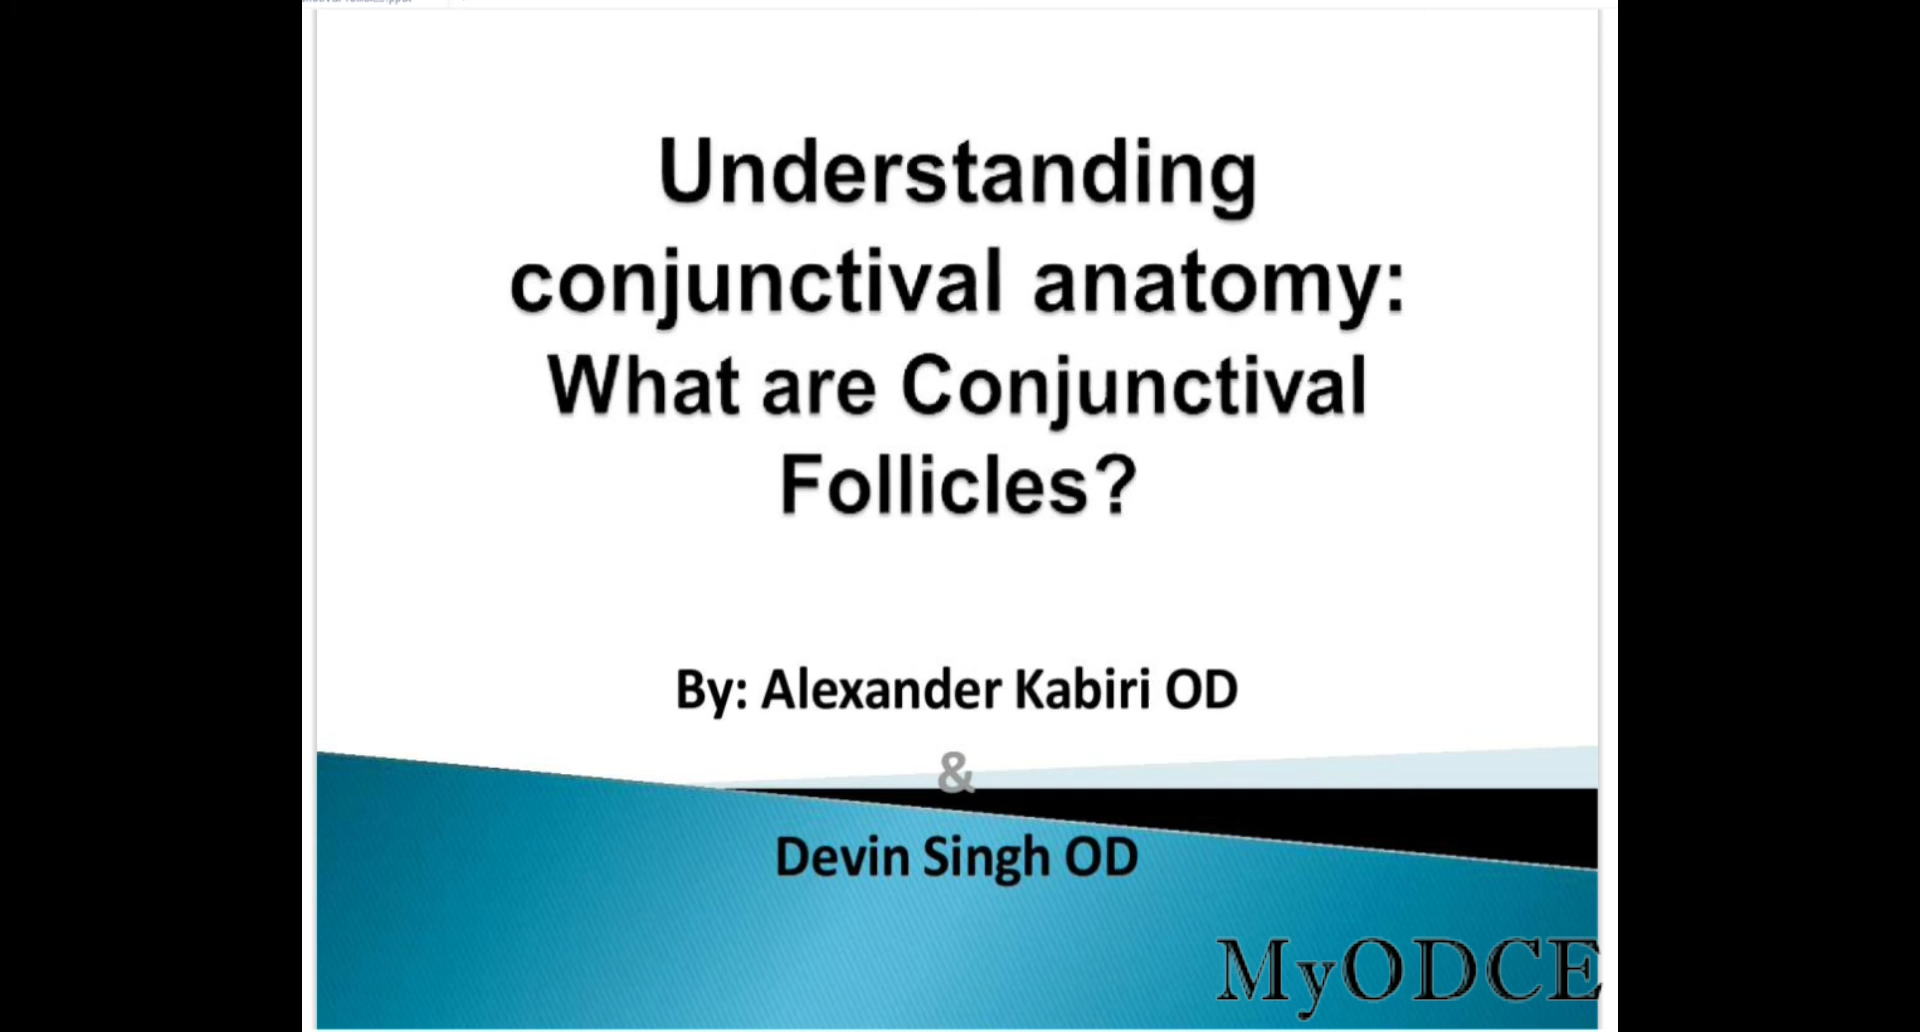 Understanding
conjunctival anatomy:
What are Conjunctival
Follicles?
By: Alexander Kabiri OD
&
Devin Singh OD
MyODCE